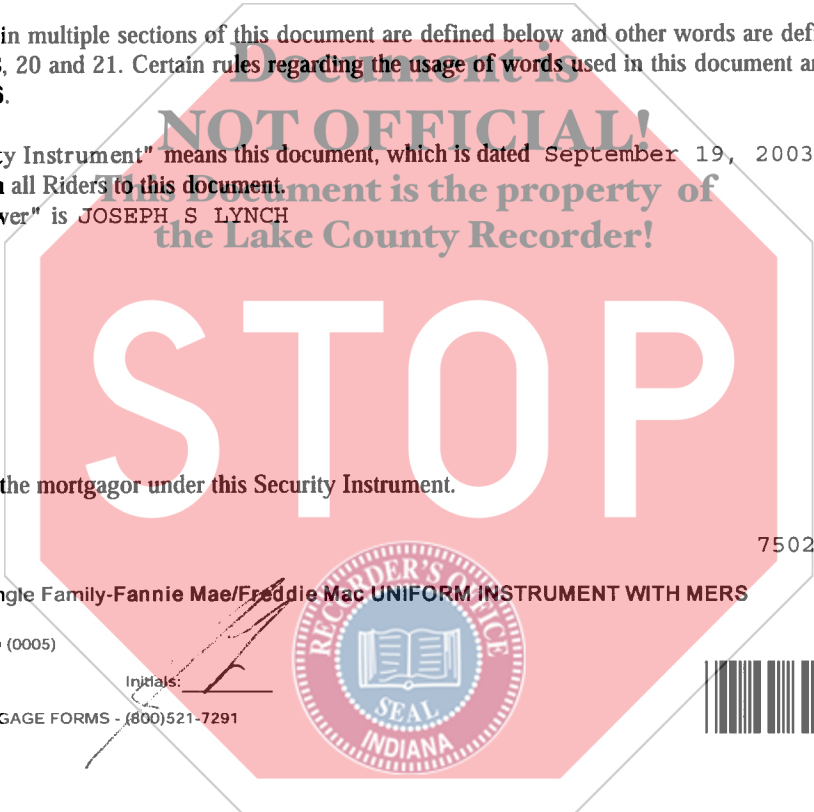 in multiple sections of this document are defined below and other words are defi
, 20 and 21. Certain rules regarding the usage of words used in this document a
Document is
NOT OFFICIAL!
ty Instrument" means this document, which is dated September 19, 2003
all Riders to this document.
This Document is the property of
ver" is JOSEPH S LYNCH
the Lake County Recorder!
STOP
the mortgagor under this Security Instrument.
7502
ngle Family-Fannie Mae/Freddie Mac UNIFORM INSTRUMENT WITH MERS
(0005)
Initials:
GAGE FORMS - (800)521-7291
RECORDER'S OFFICE
SEAL
INDIANA